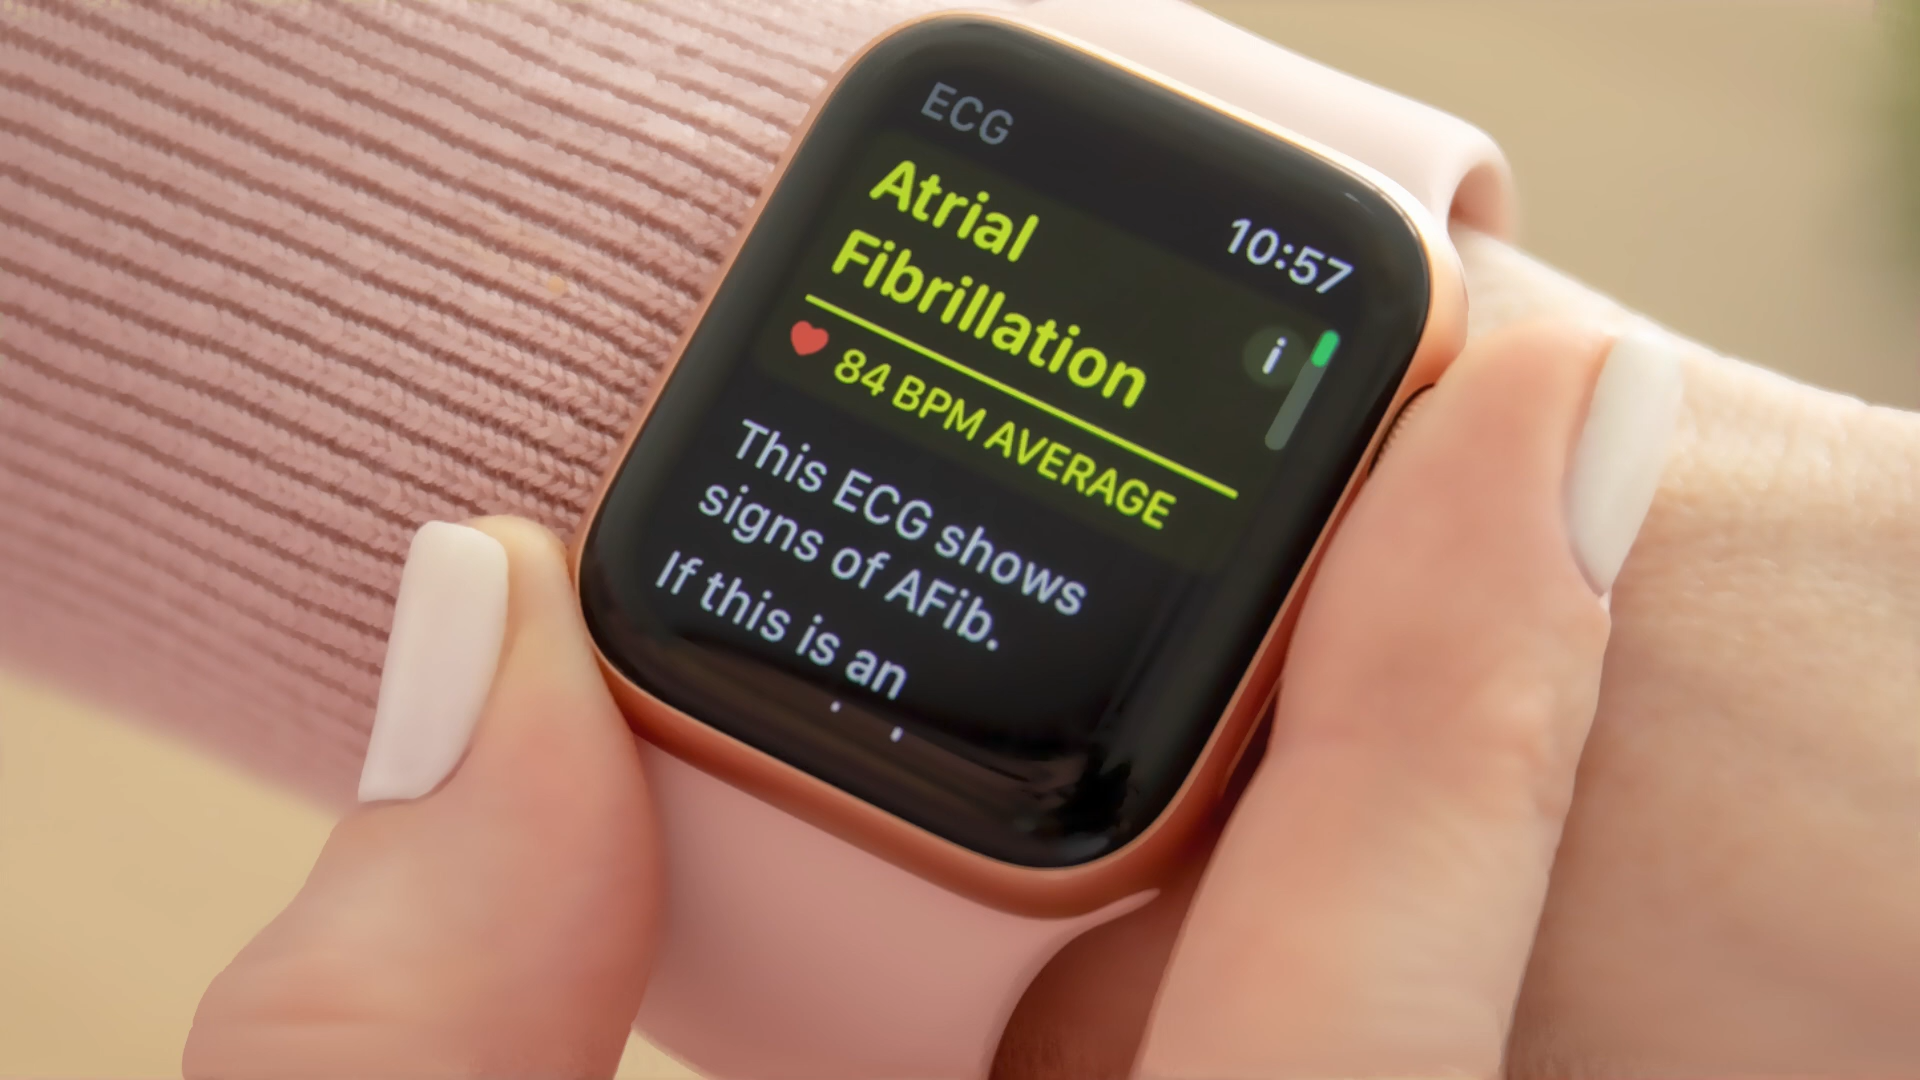 ECG
10:57
Atrial
Fibrillation
i
84 BPM AVERAGE
This ECG shows
signs of AFib.
If this is an